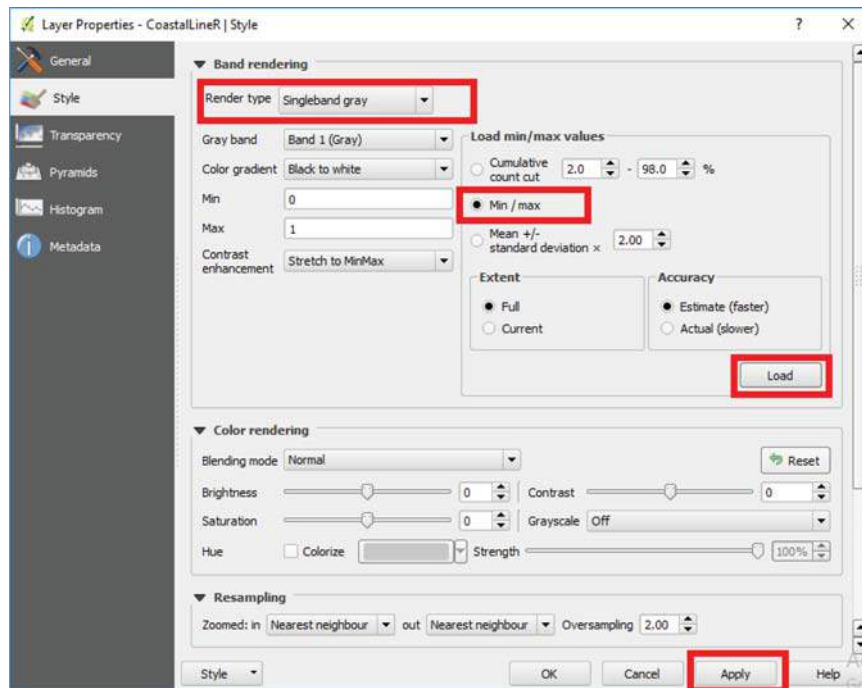 Layer Properties - CoastalLineR | Style
? X
General
Style
Transparency
Pyramids
Histogram
Metadata
Band rendering
Render type Singleband gray
Gray band Band 1 (Gray)
Color gradient Black to white
Min 0
Max 1
Contrast
enhancement Stretch to MinMax
Load min/max values
Cumulative
count cut 2.0 - 98.0 %
Min / max
Mean +/-
standard deviation × 2.00
Extent
Full
Current
Accuracy
Estimate (faster)
Actual (slower)
Load
Color rendering
Blending mode Normal Reset
Brightness 0 Contrast 0
Saturation 0 Grayscale Off
Hue Colorize Strength 100%
Resampling
Zoomed: in Nearest neighbour out Nearest neighbour Oversampling 2.00
Style OK Cancel Apply Help